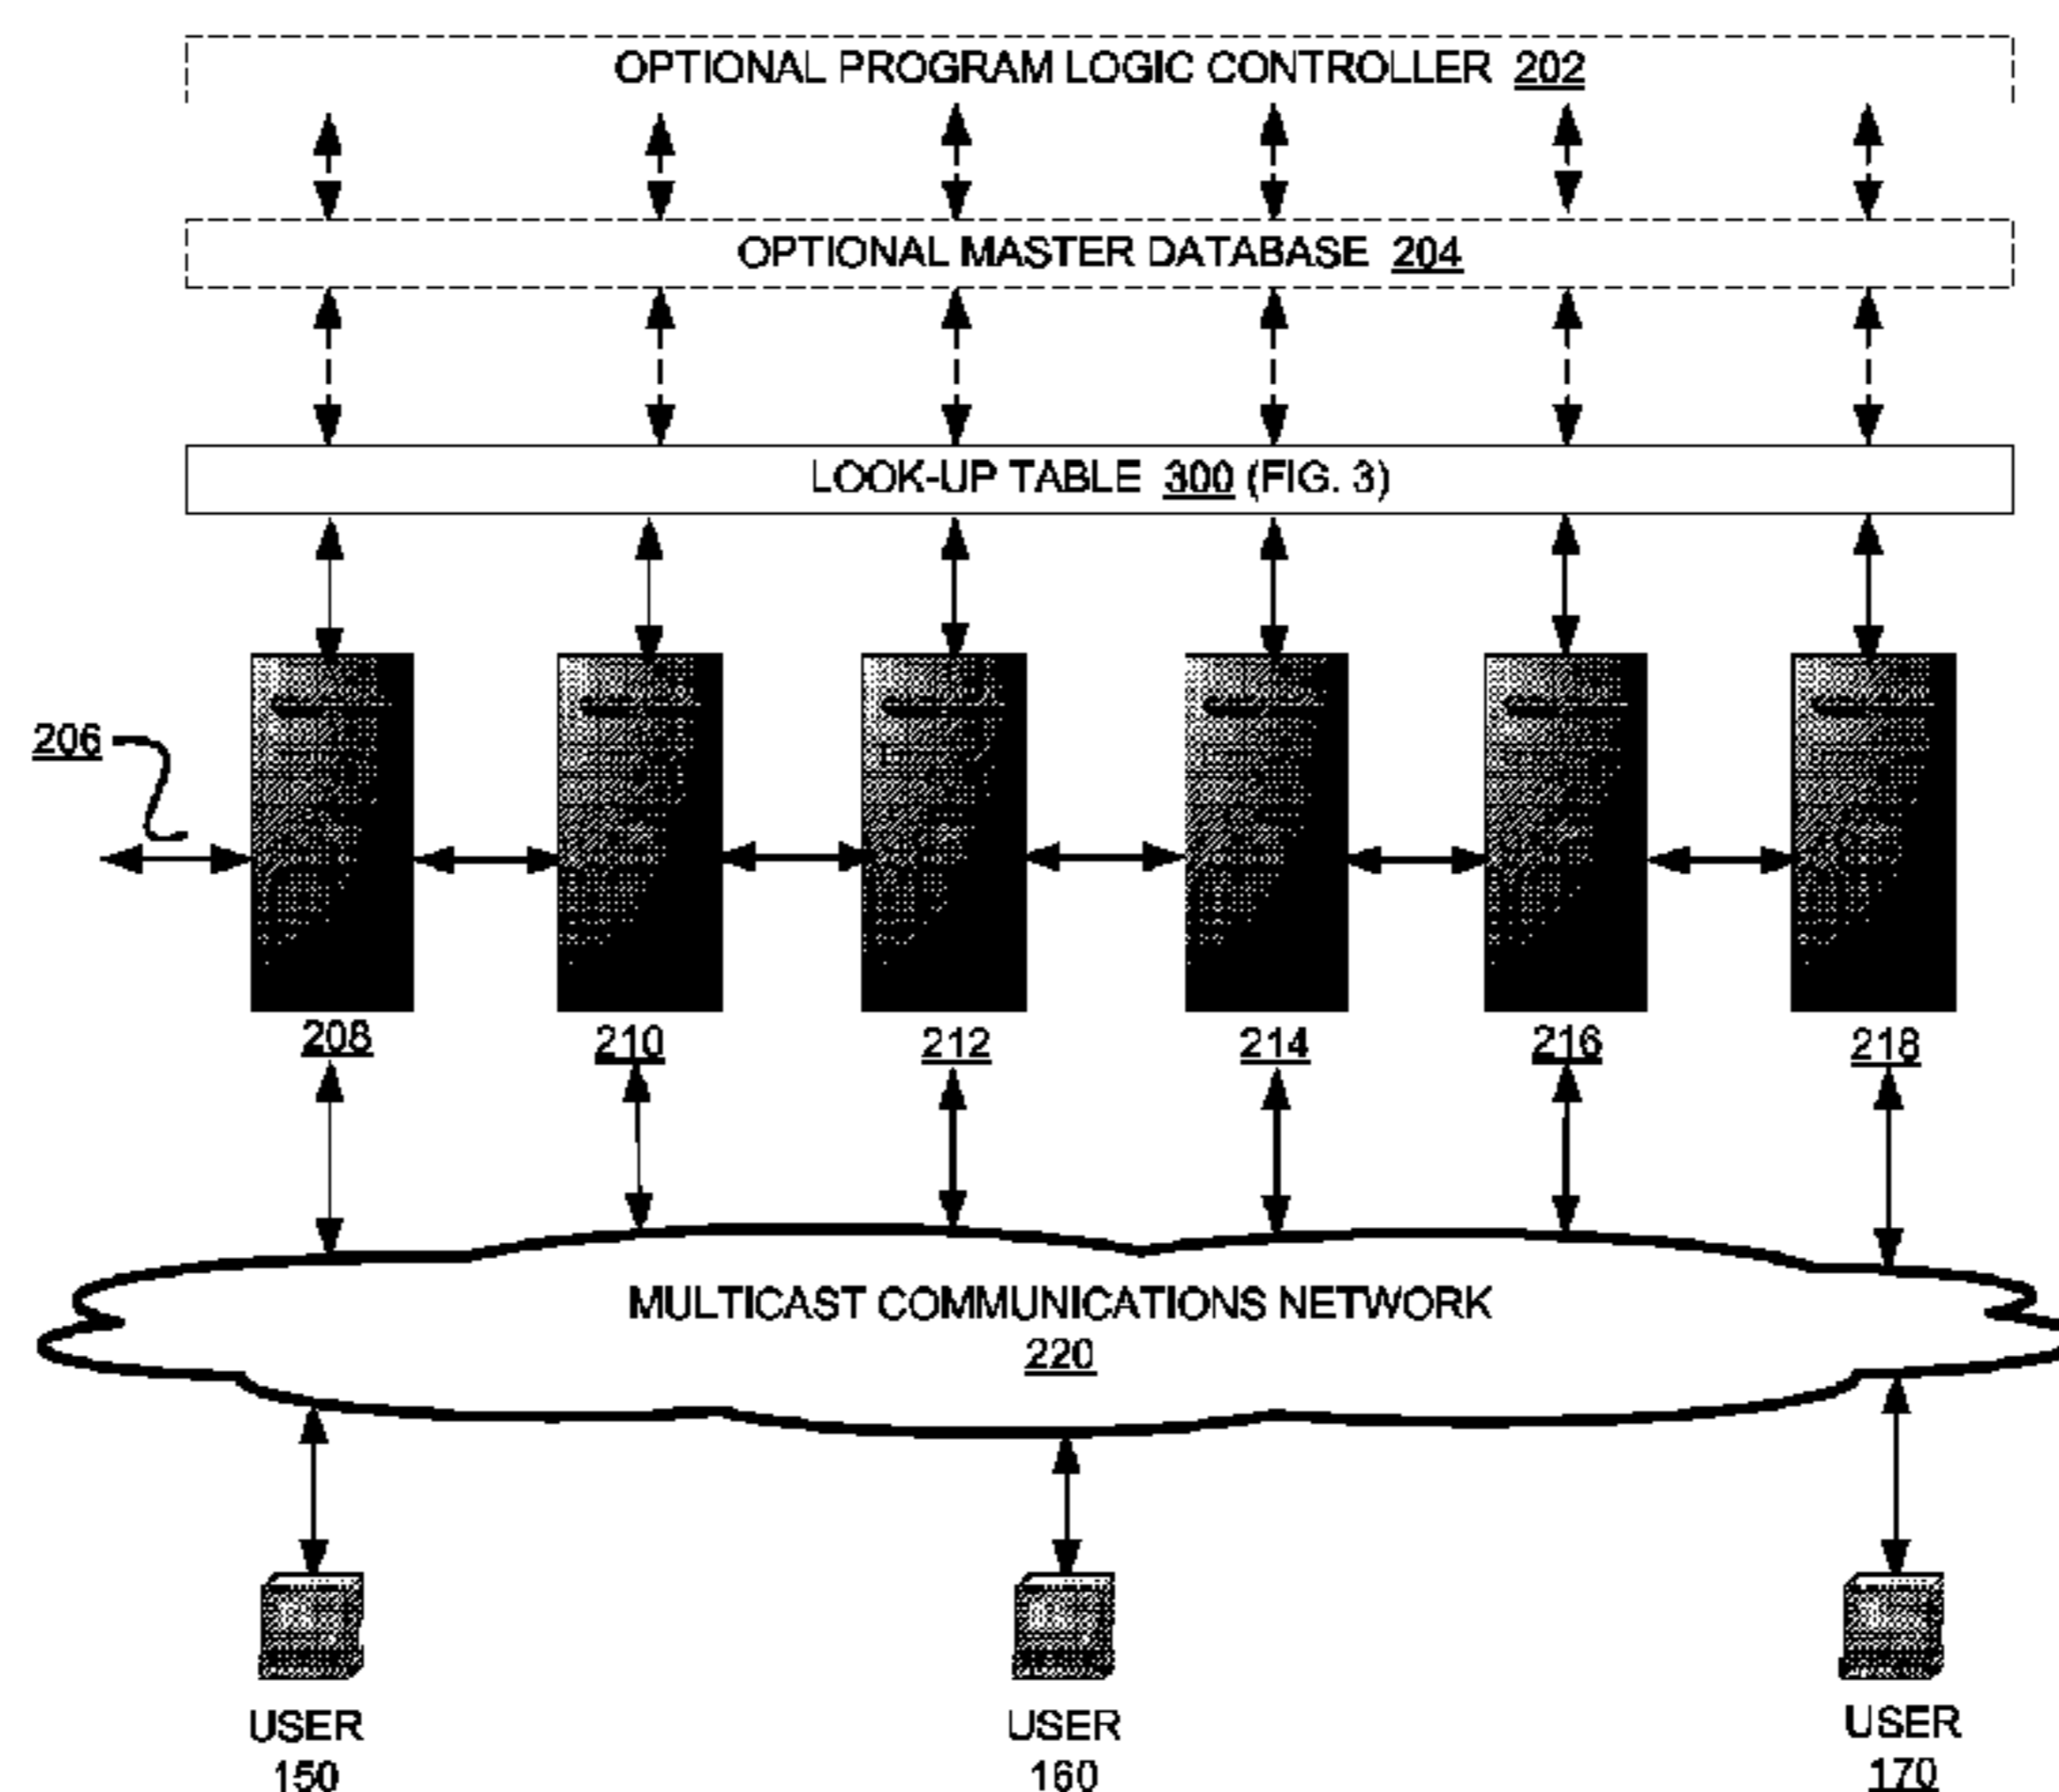 OPTIONAL PROGRAM LOGIC CONTROLLER 202
OPTIONAL MASTER DATABASE 204
LOOK-UP TABLE 300 (FIG. 3)
206
208 210 212 214 216 218
MULTICAST COMMUNICATIONS NETWORK
220
USER USER USER
150 160 170